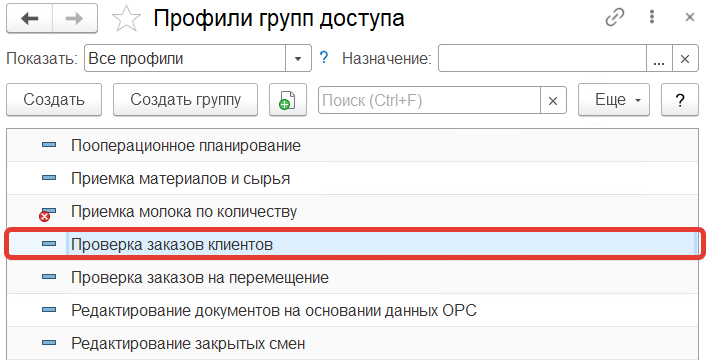 Профили групп доступа
Показать: Все профили ? Назначение: ...
Создать Создать группу Поиск (Ctrl+F) Еще ?
Пооперационное планирование
Приемка материалов и сырья
Приемка молока по количеству
Проверка заказов клиентов
Проверка заказов на перемещение
Редактирование документов на основании данных ОРС
Редактирование закрытых смен